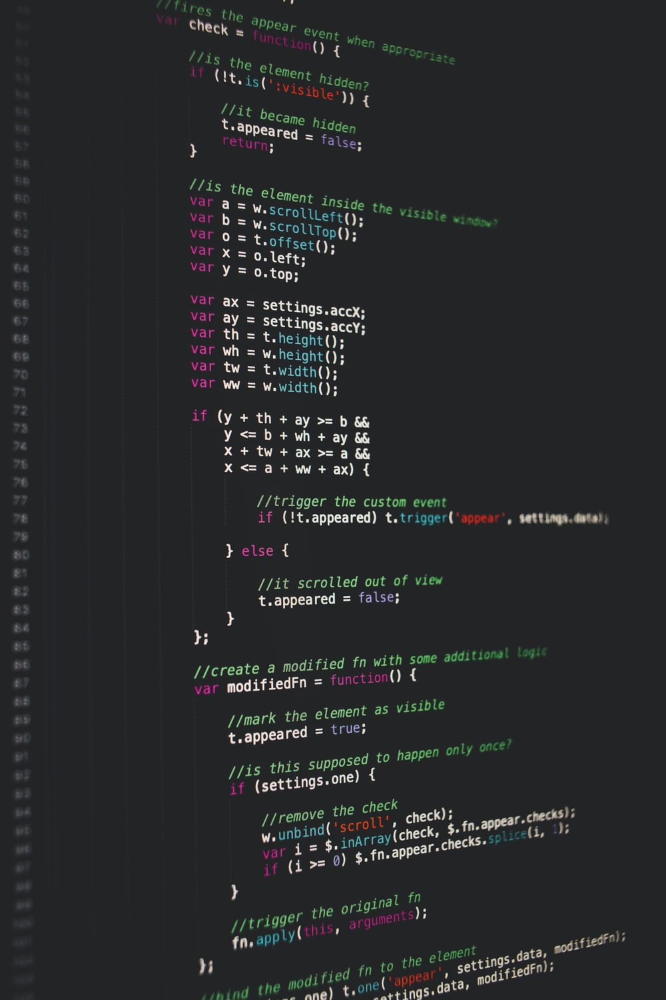 //fires the appear event when appropriate
var check = function() {
//is the element hidden?
if (!t.is(':visible')) {
//it became hidden
t.appeared = false;
return;
}
//is the element inside the visible window?
var a = w.scrollLeft();
var b = w.scrollTop();
var o = t.offset();
var x = o.left;
var y = o.top;
var ax = settings.accX;
var ay = settings.accY;
var th = t.height();
var wh = w.height();
var tw = t.width();
var ww = w.width();
if (y + th + ay >= b &&
y <= b + wh + ay &&
x + tw + ax >= a &&
x <= a + ww + ax) {
//trigger the custom event
if (!t.appeared) t.trigger('appear', settings.data);
} else {
//it scrolled out of view
t.appeared = false;
}
};
//create a modified fn with some additional logic
var modifiedFn = function() {
//mark the element as visible
t.appeared = true;
//is this supposed to happen only once?
if (settings.one) {
//remove the check
w.unbind('scroll', check);
var i = $.inArray(check, $.fn.appear.checks);
if (i >= 0) $.fn.appear.checks.splice(i, 1);
}
//trigger the original fn
fn.apply(this, arguments);
};
//bind the modified fn to the element
one) t.one('appear', settings.data, modifiedFn);
settings.data, modifiedFn);